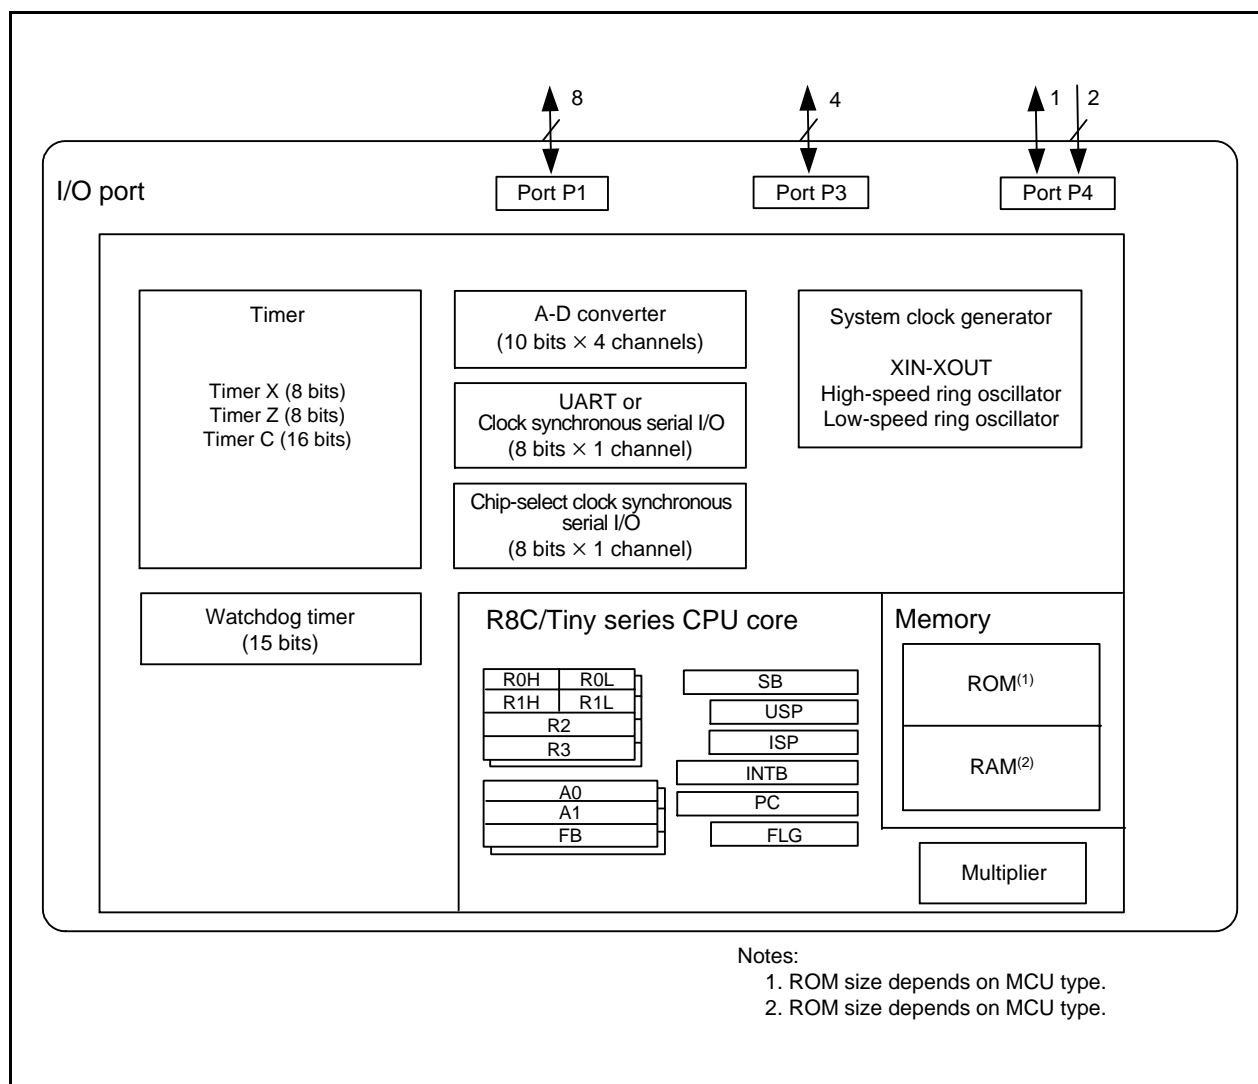 8
4
1
2
I/O port
Port P1
Port P3
Port P4
Timer
Timer X (8 bits)
Timer Z (8 bits)
Timer C (16 bits)
A-D converter
(10 bits × 4 channels)
UART or
Clock synchronous serial I/O
(8 bits × 1 channel)
Chip-select clock synchronous
serial I/O
(8 bits × 1 channel)
System clock generator
XIN-XOUT
High-speed ring oscillator
Low-speed ring oscillator
Watchdog timer
(15 bits)
R8C/Tiny series CPU core
R0H
R0L
R1H
R1L
R2
R3
A0
A1
FB
SB
USP
ISP
INTB
PC
FLG
Memory
ROM(1)
RAM(2)
Multiplier
Notes:
1. ROM size depends on MCU type.
2. ROM size depends on MCU type.